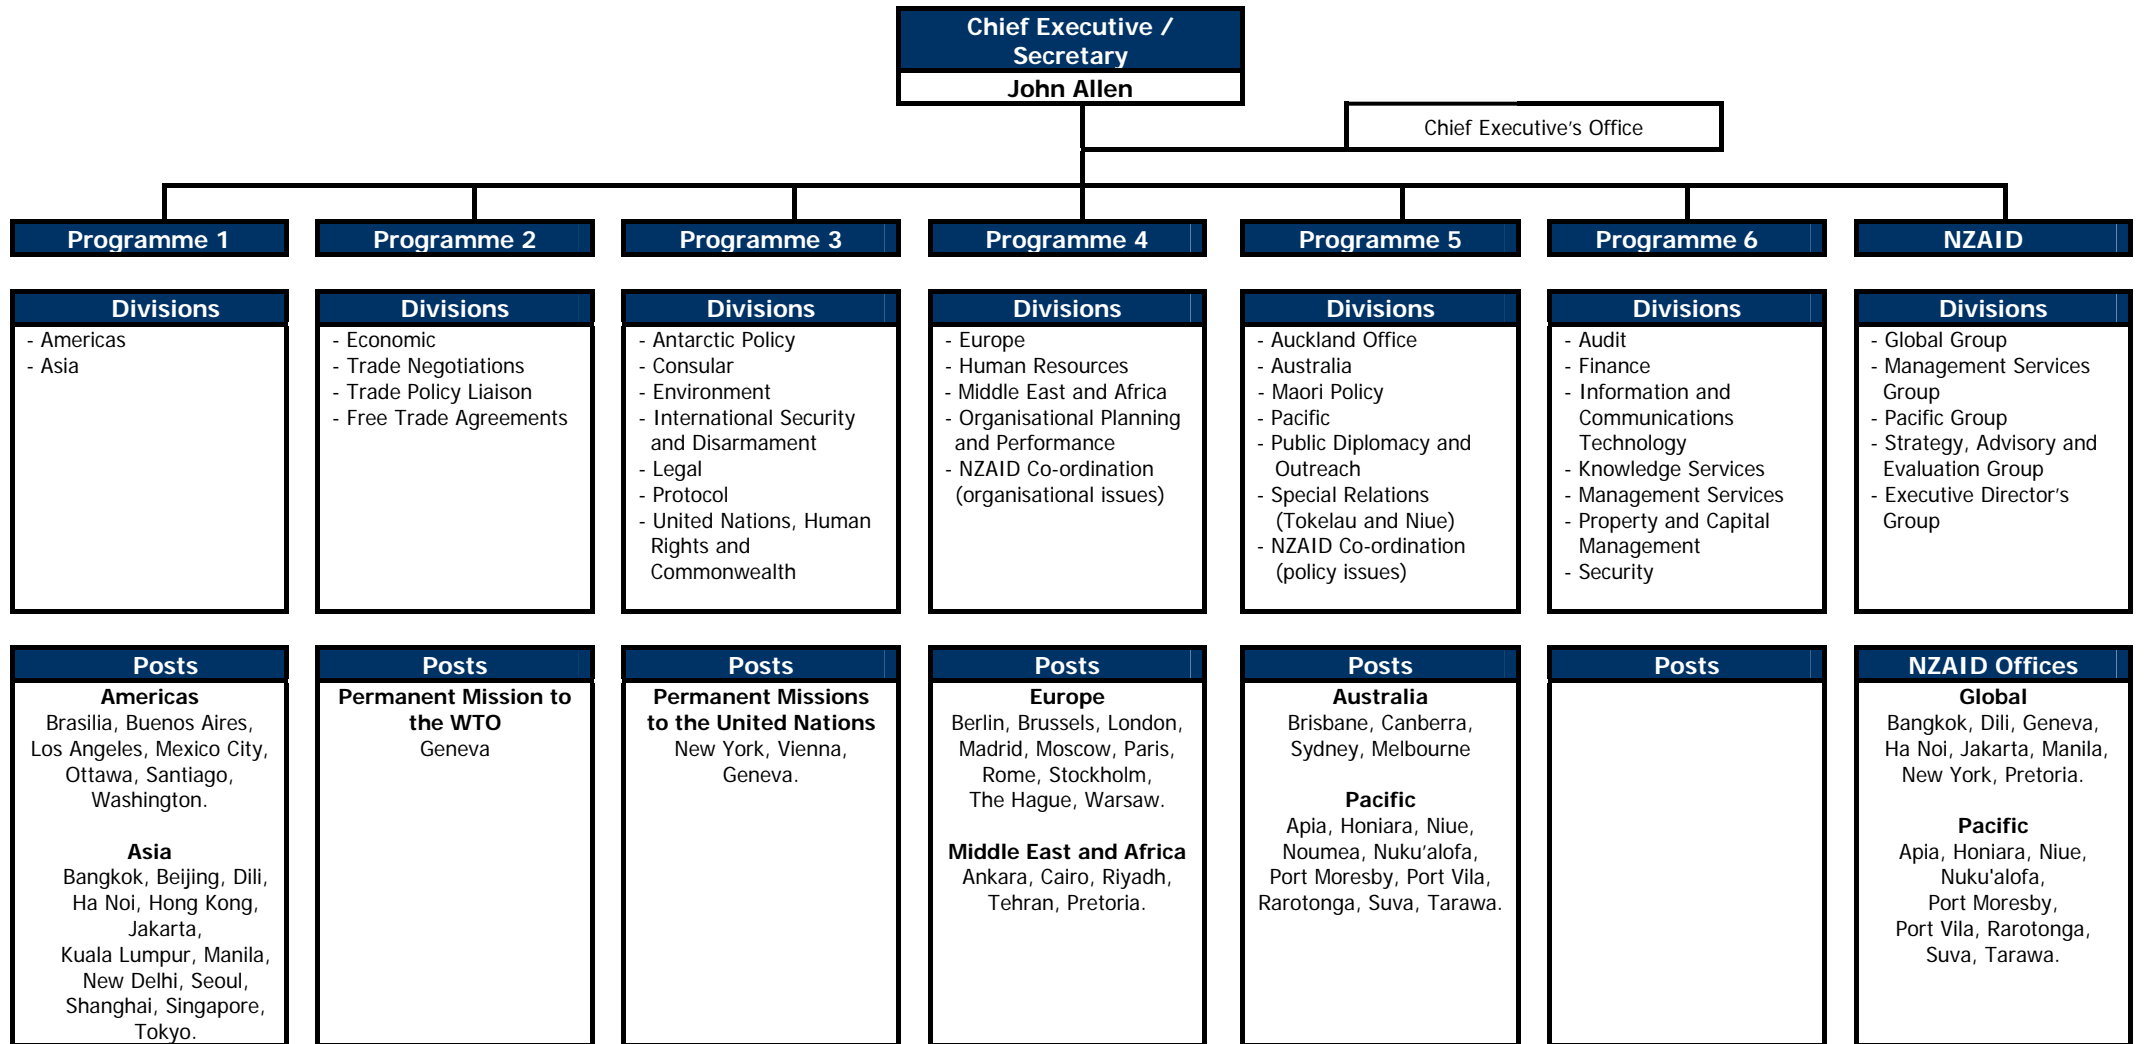 Chief Executive /
Secretary
John Allen
Chief Executive's Office
Programme 1
Programme 2
Programme 3
Programme 4
Programme 5
Programme 6
NZAID
Divisions
- Americas
- Asia
Divisions
- Economic
- Trade Negotiations
- Trade Policy Liaison
- Free Trade Agreements
Divisions
- Antarctic Policy
- Consular
- Environment
- International Security
and Disarmament
- Legal
- Protocol
- United Nations, Human
Rights and
Commonwealth
Divisions
- Europe
- Human Resources
- Middle East and Africa
- Organisational Planning
and Performance
- NZAID Co-ordination
(organisational issues)
Divisions
- Auckland Office
- Australia
- Maori Policy
- Pacific
- Public Diplomacy and
Outreach
- Special Relations
(Tokelau and Niue)
- NZAID Co-ordination
(policy issues)
Divisions
- Audit
- Finance
- Information and
Communications
Technology
- Knowledge Services
- Management Services
- Property and Capital
Management
- Security
Divisions
- Global Group
- Management Services
Group
- Pacific Group
- Strategy, Advisory and
Evaluation Group
- Executive Director's
Group
Posts
Americas
Brasilia, Buenos Aires,
Los Angeles, Mexico City,
Ottawa, Santiago,
Washington.
Asia
Bangkok, Beijing, Dili,
Ha Noi, Hong Kong,
Jakarta,
Kuala Lumpur, Manila,
New Delhi, Seoul,
Shanghai, Singapore,
Tokyo.
Posts
Permanent Mission to
the WTO
Geneva
Posts
Permanent Missions
to the United Nations
New York, Vienna,
Geneva.
Posts
Europe
Berlin, Brussels, London,
Madrid, Moscow, Paris,
Rome, Stockholm,
The Hague, Warsaw.
Middle East and Africa
Ankara, Cairo, Riyadh,
Tehran, Pretoria.
Posts
Australia
Brisbane, Canberra,
Sydney, Melbourne
Pacific
Apia, Honiara, Niue,
Noumea, Nuku'alofa,
Port Moresby, Port Vila,
Rarotonga, Suva, Tarawa.
Posts
NZAID Offices
Global
Bangkok, Dili, Geneva,
Ha Noi, Jakarta, Manila,
New York, Pretoria.
Pacific
Apia, Honiara, Niue,
Nuku'alofa,
Port Moresby,
Port Vila, Rarotonga,
Suva, Tarawa.